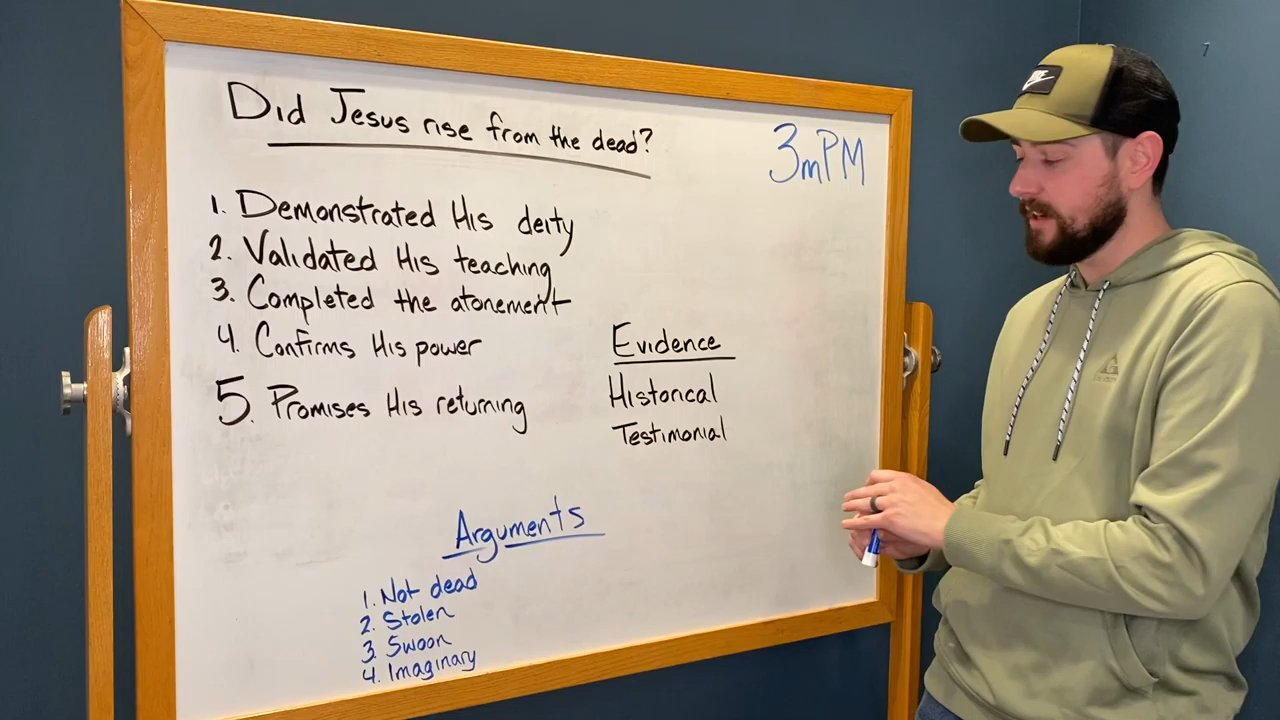 Did Jesus rise from the dead?
3mPM
1. Demonstrated His deity
2. Validated His teaching
3. Completed the atonement
4. Confirms His power
5. Promises His returning
Evidence
Historical
Testimonial
Arguments
1. Not dead
2. Stolen
3. Swoon
4. Imaginary